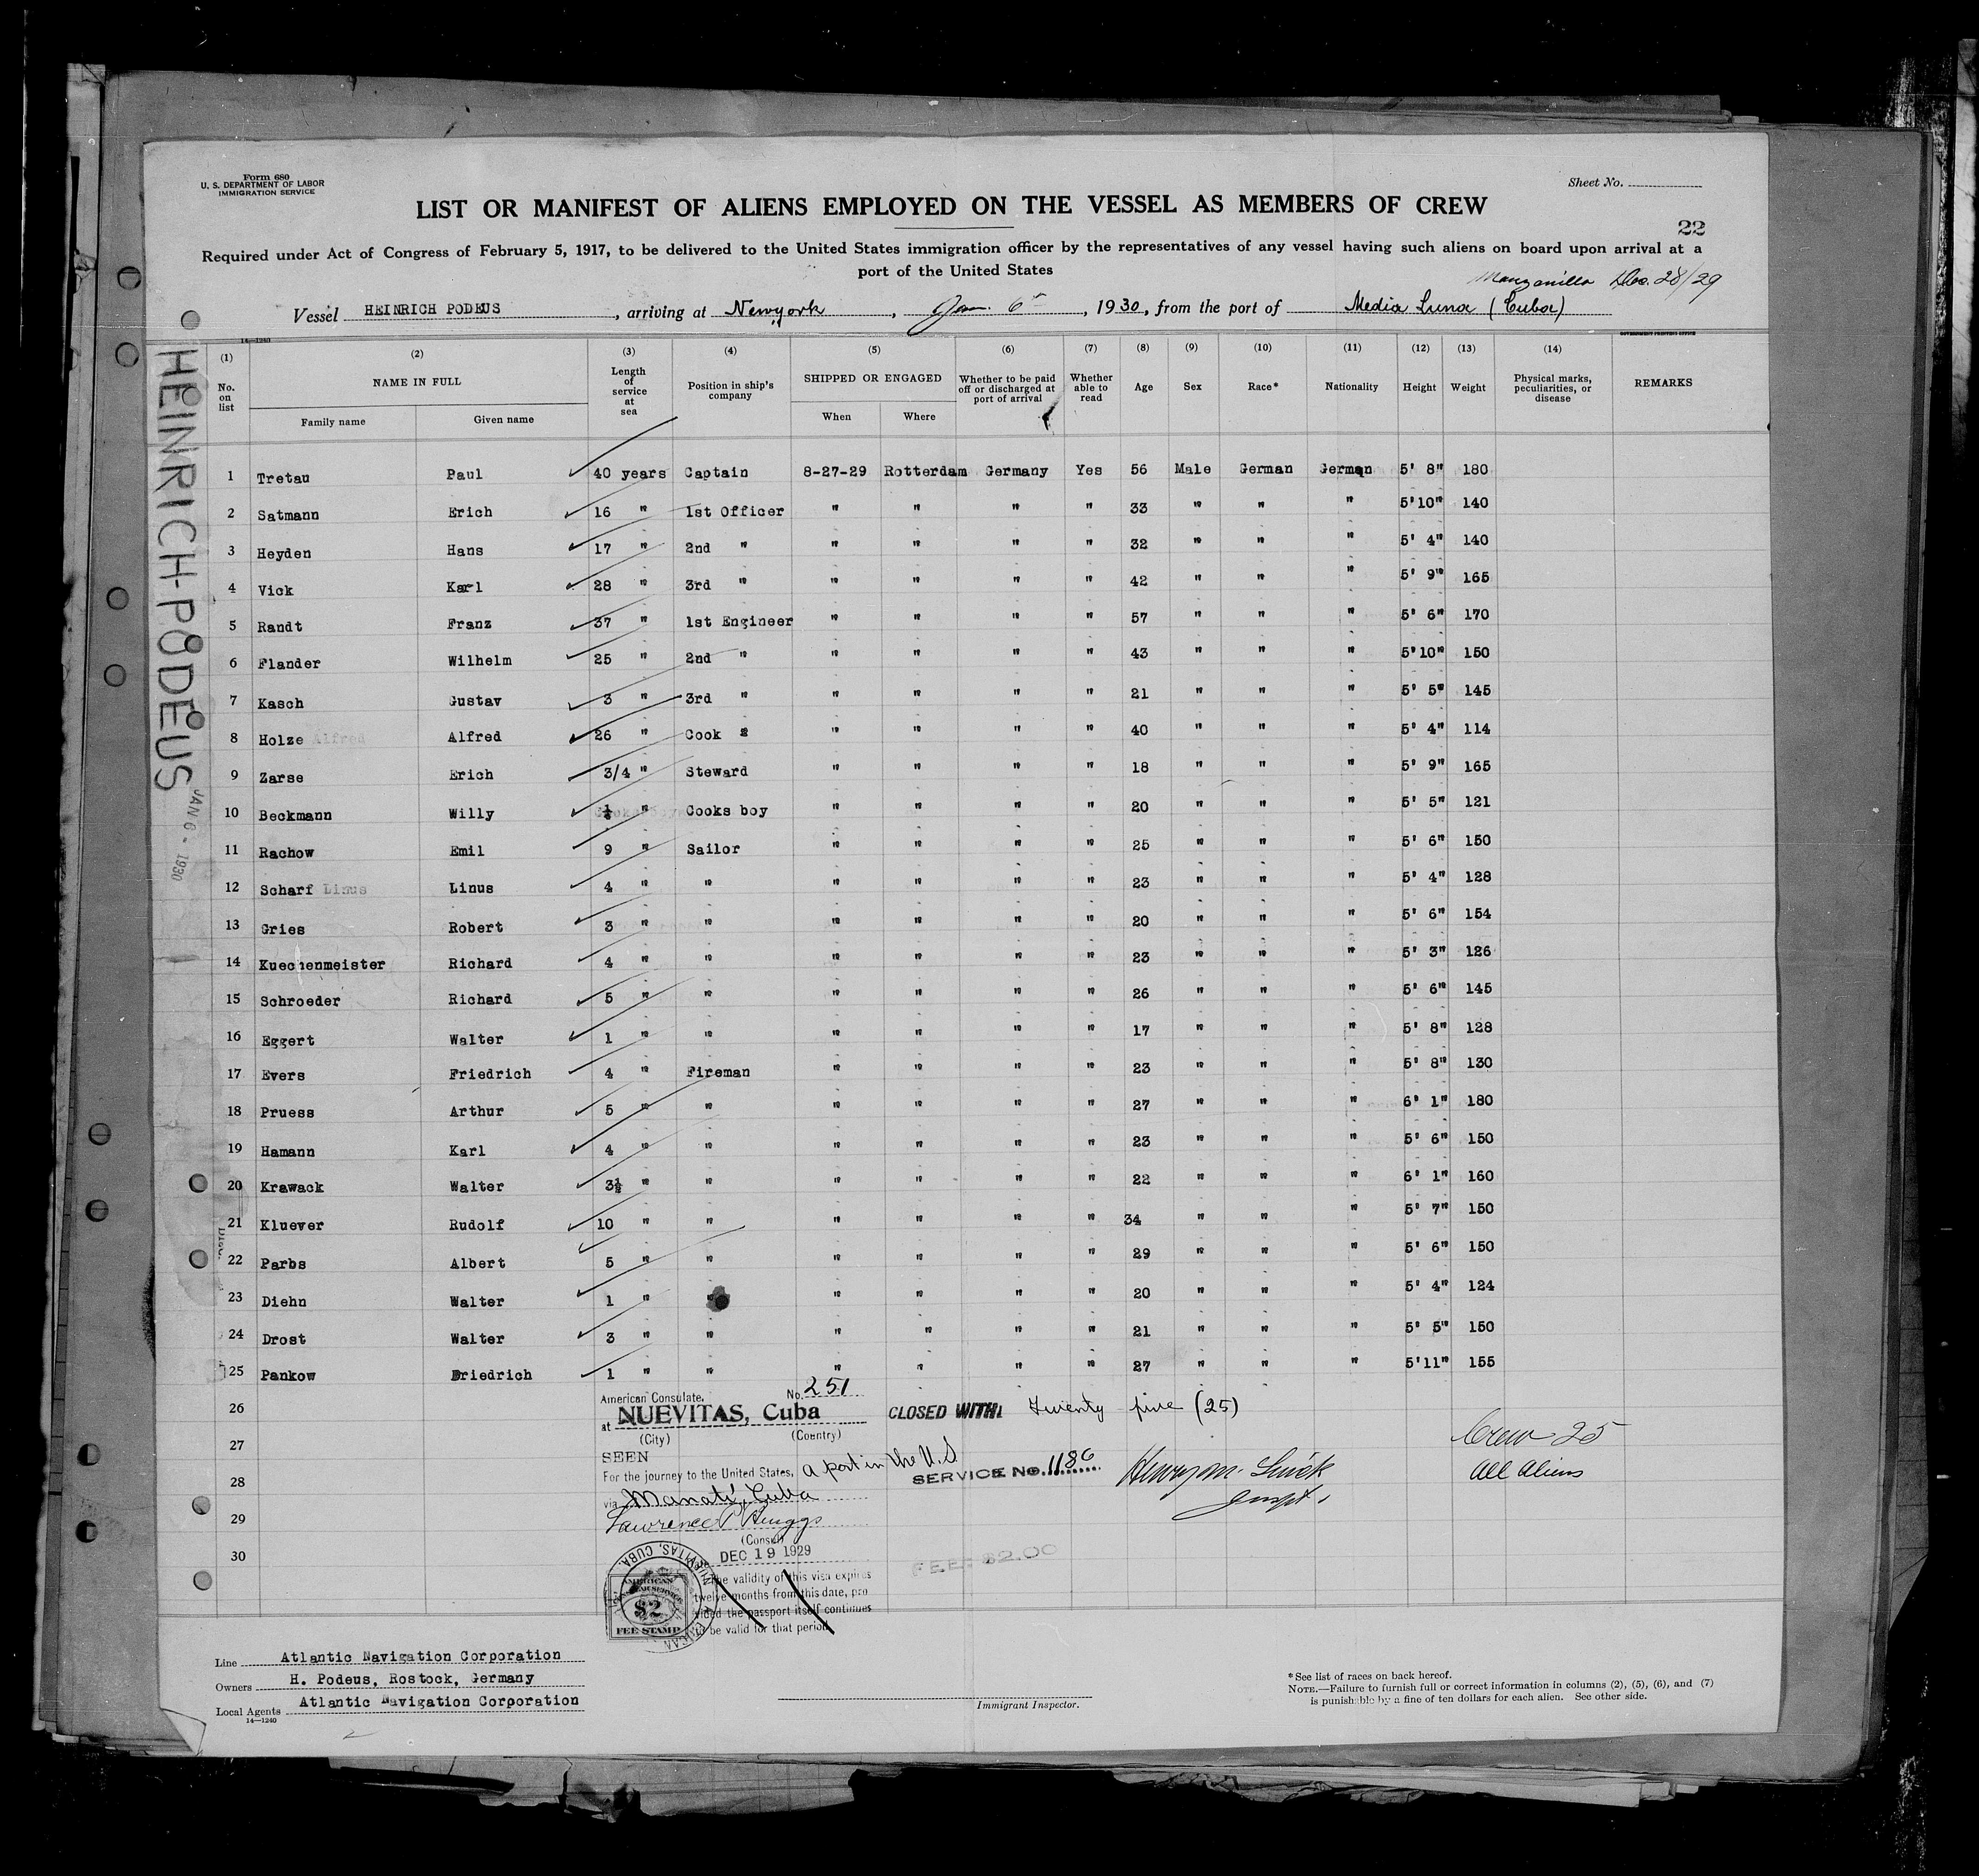 Form 680
U. S. DEPARTMENT OF LABOR
IMMIGRATION SERVICE
Sheet No.
LIST OR MANIFEST OF ALIENS EMPLOYED ON THE VESSEL AS MEMBERS OF CREW
22
Required under Act of Congress of February 5, 1917, to be delivered to the United States immigration officer by the representatives of any vessel having such aliens on board upon arrival at a
port of the United States
Manzanillo Dec. 28/29
Vessel HEINRICH PODEUS, arriving at Newyork, Jan. 6th, 1930, from the port of Media Luna (Cuba)
14—1240
GOVERNMENT PRINTING OFFICE
HEINRICH-PODEUS
JAN 6 - 1930
(1) (2) (3) (4) (5) (6) (7) (8) (9) (10) (11) (12) (13) (14)
No. on list NAME IN FULL Length of service at sea Position in ship's company SHIPPED OR ENGAGED Whether to be paid off or discharged at port of arrival Whether able to read Age Sex Race* Nationality Height Weight Physical marks, peculiarities, or disease REMARKS
Family name Given name When Where
1 Tretau Paul 40 years Captain 8-27-29 Rotterdam Germany Yes 56 Male German German 5' 8" 180
2 Satmann Erich 16 " 1st Officer " " " " 33 " " " 5'10" 140
3 Heyden Hans 17 " 2nd " " " " " 32 " " " 5' 4" 140
4 Vick Karl 28 " 3rd " " " " " 42 " " " 5' 9" 165
5 Randt Franz 37 " 1st Engineer " " " " 57 " " " 5' 6" 170
6 Flander Wilhelm 25 " 2nd " " " " " 43 " " " 5'10" 150
7 Kasch Gustav 3 " 3rd " " " " " 21 " " " 5' 5" 145
8 Holze Alfred Alfred 26 " Cook " " " " 40 " " " 5' 4" 114
9 Zarse Erich 3/4 " Steward " " " " 18 " " " 5' 9" 165
10 Beckmann Willy " Cooks boy " " " " 20 " " " 5' 5" 121
11 Rachow Emil 9 " Sailor " " " " 25 " " " 5' 6" 150
12 Scharf Linus Linus 4 " " " " " " 23 " " " 5' 4" 128
13 Gries Robert 3 " " " " " " 20 " " " 5' 6" 154
14 Kuechenmeister Richard 4 " " " " " " 23 " " " 5' 3" 126
15 Schroeder Richard 5 " " " " " " 26 " " " 5' 6" 145
16 Eggert Walter 1 " " " " " " 17 " " " 5' 8" 128
17 Evers Friedrich 4 " Fireman " " " " 23 " " " 5' 8" 130
18 Pruess Arthur 5 " " " " " " 27 " " " 6' 1" 180
19 Hamann Karl 4 " " " " " " 23 " " " 5' 6" 150
20 Krawack Walter 3½ " " " " " " 22 " " " 6' 1" 160
21 Kluever Rudolf 10 " " " " " " 34 " " " 5' 7" 150
22 Parbs Albert 5 " " " " " " 29 " " " 5' 6" 150
23 Diehn Walter 1 " " " " " " 20 " " " 5' 4" 124
24 Drost Walter 3 " " " " " " 21 " " " 5' 5" 150
25 Pankow Friedrich 1 " " " " " " 27 " " " 5'11" 155
26
27
28
29
30
American Consulate, No. 251
at NUEVITAS, Cuba
(City) (Country)
SEEN
For the journey to the United States, a port in the U.S
via Manatí, Cuba
Lawrence P Briggs
(Consul)
DEC 19 1929
The validity of this visa expires
twelve months from this date, pro
vided the passport itself continues
to be valid for that period
AMERICAN
$2
FEE STAMP
CLOSED WITH Twenty five (25)
SERVICE No. 1186
FEE: $2.00
Crew 25
All Aliens
Inspt.
Line Atlantic Navigation Corporation
Owners H. Podeus, Rostock, Germany
Local Agents Atlantic Navigation Corporation
14—1240
Immigrant Inspector.
*See list of races on back hereof.
NOTE.—Failure to furnish full or correct information in columns (2), (5), (6), and (7)
is punishable by a fine of ten dollars for each alien. See other side.